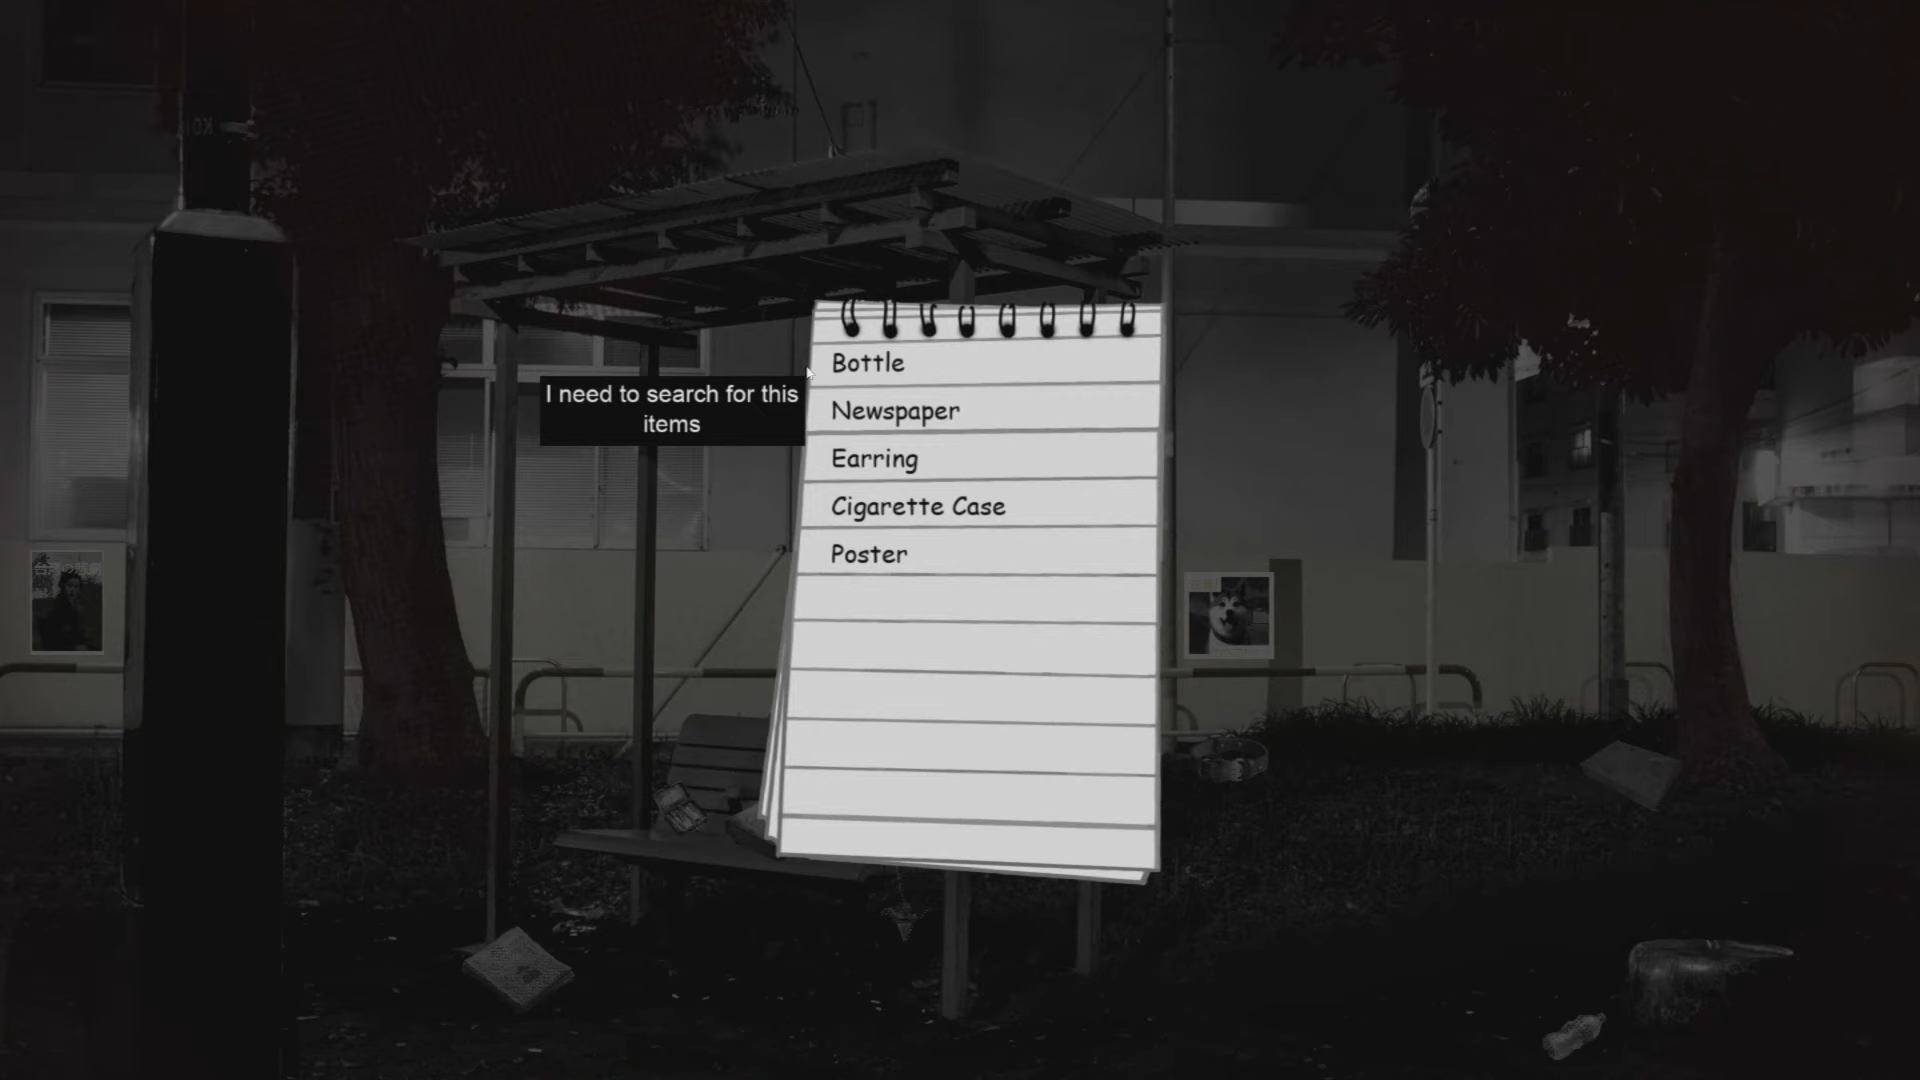 I need to search for this
items
Bottle
Newspaper
Earring
Cigarette Case
Poster